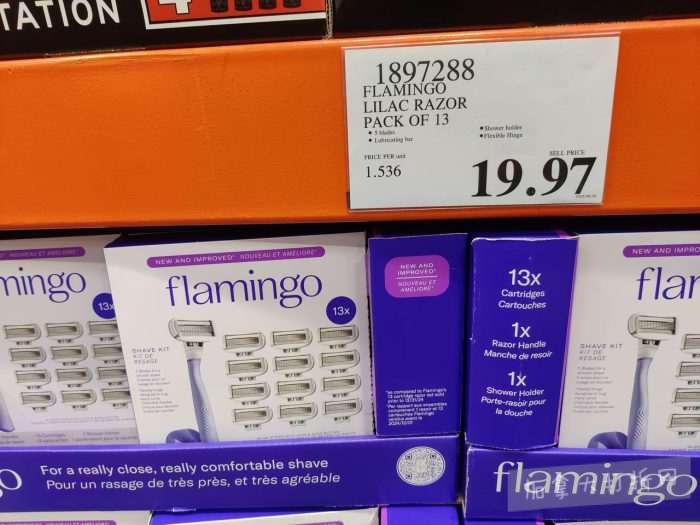 TATION
1897288
FLAMINGO
LILAC RAZOR
PACK OF 13
• 5 blades
• Lubricating bar
• Shower holder
• Flexible Hinge
PRICE PER unit
1.536
SELL PRICE
19.97
NOUVEAU ET AMÉLIORÉ*
mingo
13x
NEW AND IMPROVED* NOUVEAU ET AMÉLIORÉ*
flamingo
13x
SHAVE KIT
KIT DE
RASAGE
NEW AND
IMPROVED*
NOUVEAU ET
AMÉLIORÉ*
13x
Cartridges
Cartouches
1x
Razor Handle
Manche de rasoir
1x
Shower Holder
Porte-rasoir pour
la douche
NEW AND IMPROVED*
flamin
SHAVE KIT
KIT DE
RASAGE
go
For a really close, really comfortable shave
Pour un rasage de très près, et très agréable
flamingo